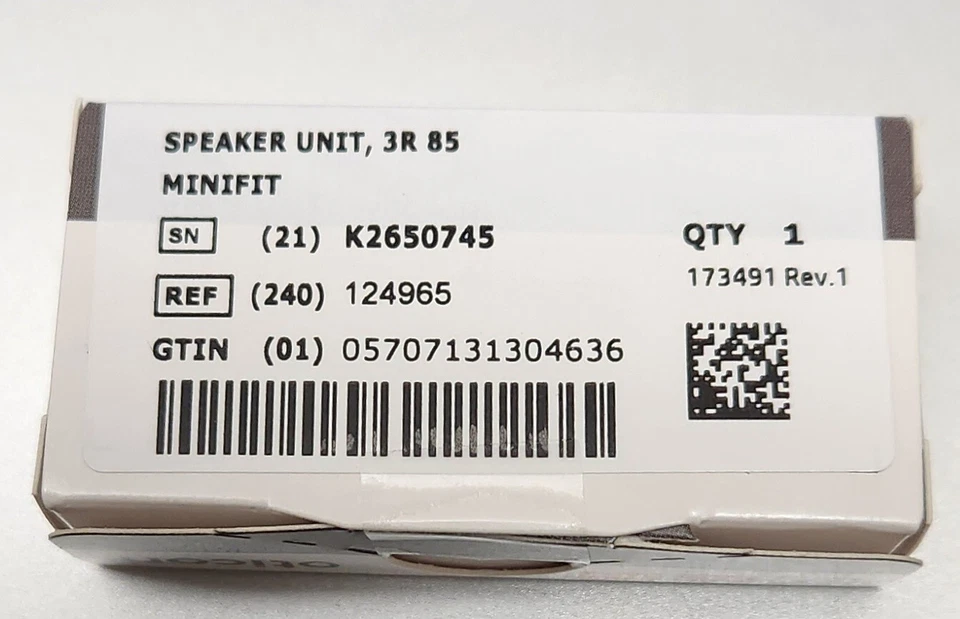 SPEAKER UNIT, 3R 85
MINIFIT
SN (21) K2650745
QTY 1
173491 Rev.1
REF (240) 124965
GTIN (01) 05707131304636
oticon